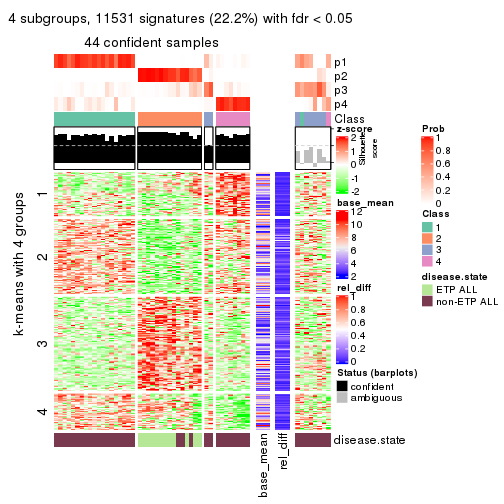 4 subgroups, 11531 signatures (22.2%) with fdr < 0.05
44 confident samples
p1
p2
p3
p4
Class
z-score
2
1
0
-1
-2
Silhouette
score
Prob
1
0.8
0.6
0.4
0.2
0
base_mean
12
10
8
6
4
2
Class
1
2
3
4
disease.state
ETP ALL
non-ETP ALL
rel_diff
1
0.8
0.6
0.4
0.2
0
Status (barplots)
confident
ambiguous
k-means with 4 groups
1
2
3
4
disease.state
base_mean
rel_diff